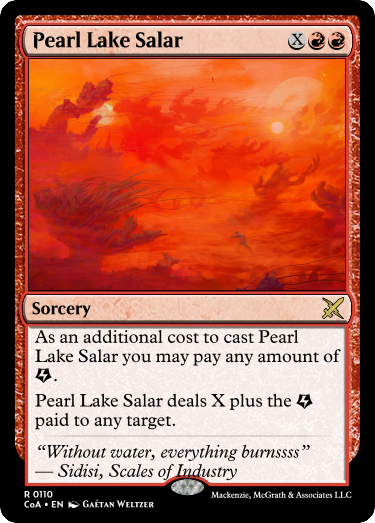 Pearl Lake Salar X
Sorcery
As an additional cost to cast Pearl
Lake Salar you may pay any amount of
.
Pearl Lake Salar deals X plus the
paid to any target.
“Without water, everything burnssss”
— Sidisi, Scales of Industry
R 0110
Mackenzie, McGrath & Associates LLC
CoA • EN Gaëtan Weltzer